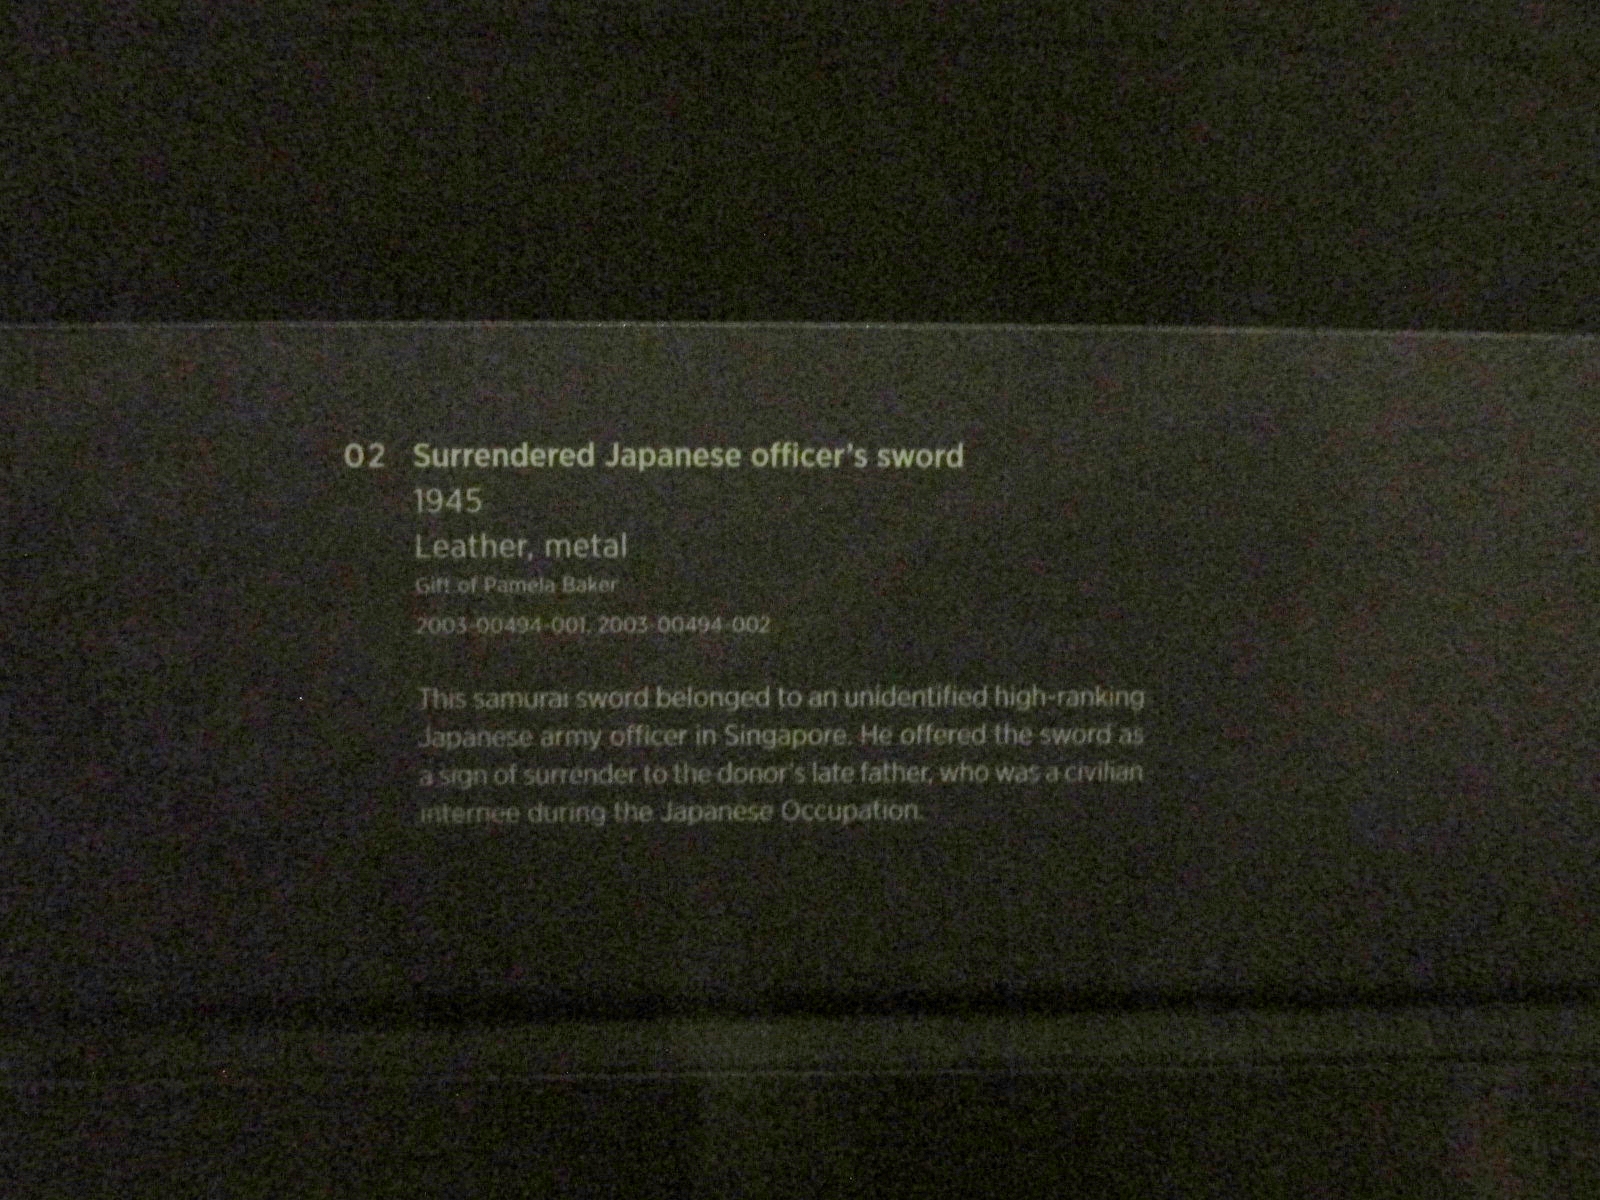 02 Surrendered Japanese officer's sword
1945
Leather, metal
Gift of Pamela Baker
2003-00494-001, 2003-00494-002
This samurai sword belonged to an unidentified high-ranking
Japanese army officer in Singapore. He offered the sword as
a sign of surrender to the donor's late father, who was a civilian
internee during the Japanese Occupation.